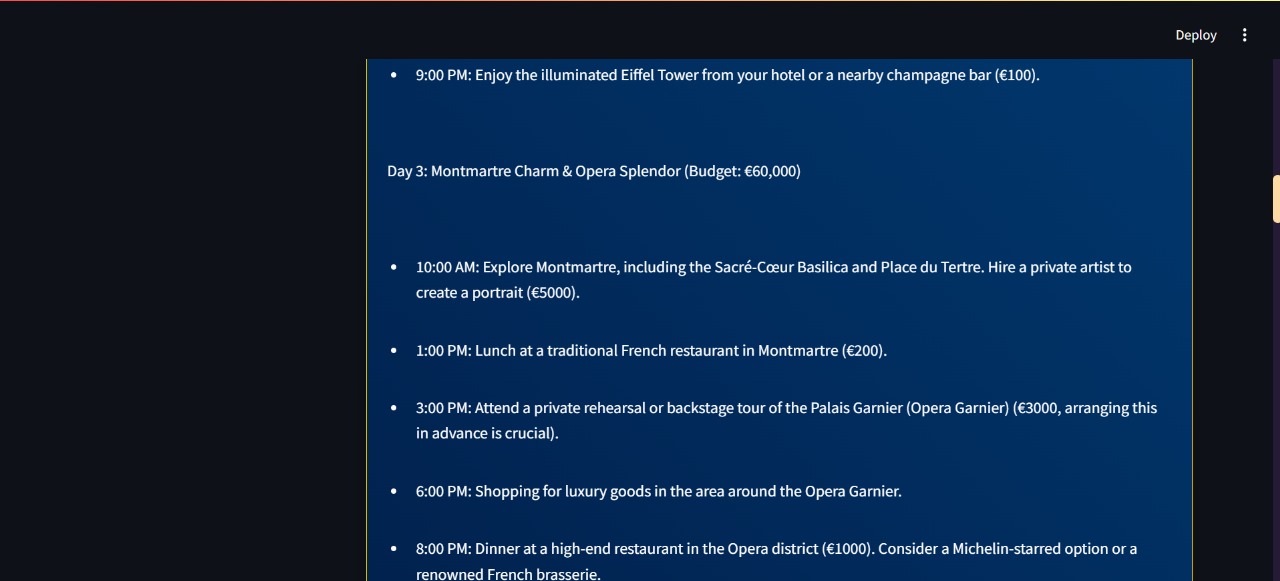 Deploy
• 9:00 PM: Enjoy the illuminated Eiffel Tower from your hotel or a nearby champagne bar (€100).
Day 3: Montmartre Charm & Opera Splendor (Budget: €60,000)
• 10:00 AM: Explore Montmartre, including the Sacré-Cœur Basilica and Place du Tertre. Hire a private artist to
create a portrait (€5000).
• 1:00 PM: Lunch at a traditional French restaurant in Montmartre (€200).
• 3:00 PM: Attend a private rehearsal or backstage tour of the Palais Garnier (Opera Garnier) (€3000, arranging this
in advance is crucial).
• 6:00 PM: Shopping for luxury goods in the area around the Opera Garnier.
• 8:00 PM: Dinner at a high-end restaurant in the Opera district (€1000). Consider a Michelin-starred option or a
renowned French brasserie.